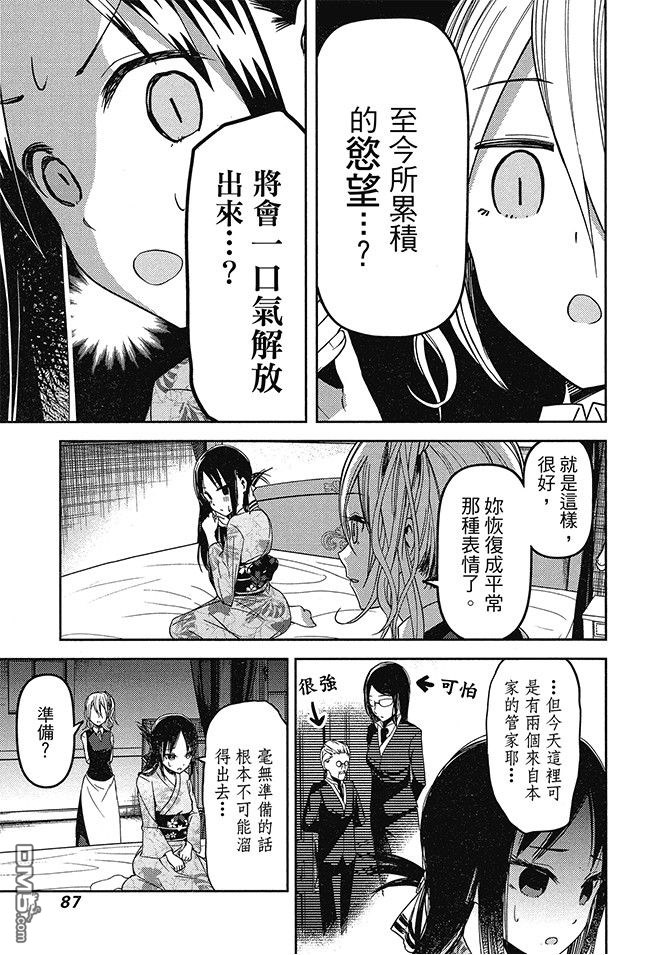 至今所累積
的慾望…？
將會一口氣解放
出來…？
就是這樣，
很好，
妳恢復成平常
那種表情了。
…但今天這裡可
是有兩個來自本
家的管家耶…
可怕
很強
毫無準備的話
根本不可能溜
得出去…
準備？
87
DM5.com